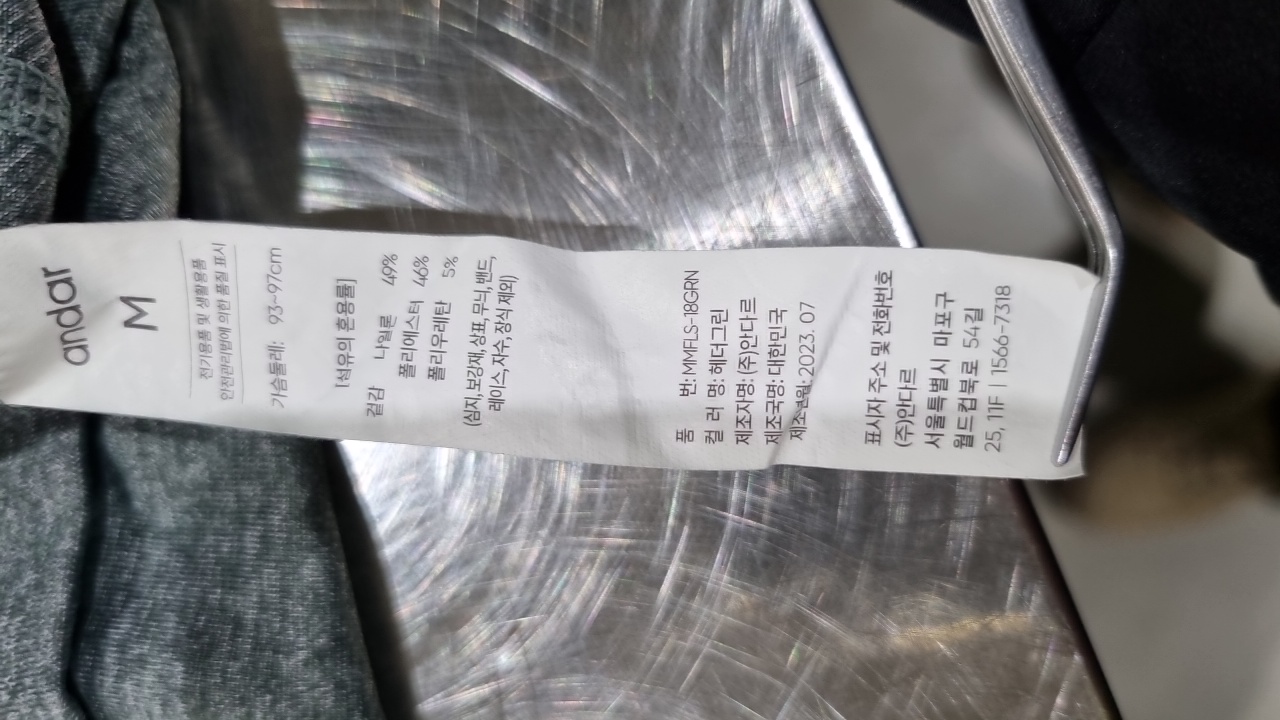 andar
M
전기용품 및 생활용품
안전관리법에 의한 품질 표시
가슴둘레: 93~97cm
[섬유의 혼용률]
겉감 나일론 49%
폴리에스터 46%
폴리우레탄 5%
(심지,보강재,상표,무늬,밴드,
레이스,자수,장식 제외)
품 번: MMFLS-18GRN
컬 러 명: 헤더그린
제조자명: (주)안다르
제조국명: 대한민국
제조년월: 2023. 07
표시자 주소 및 전화번호
(주)안다르
서울특별시 마포구
월드컵북로 54길
25, 11F | 1566-7318